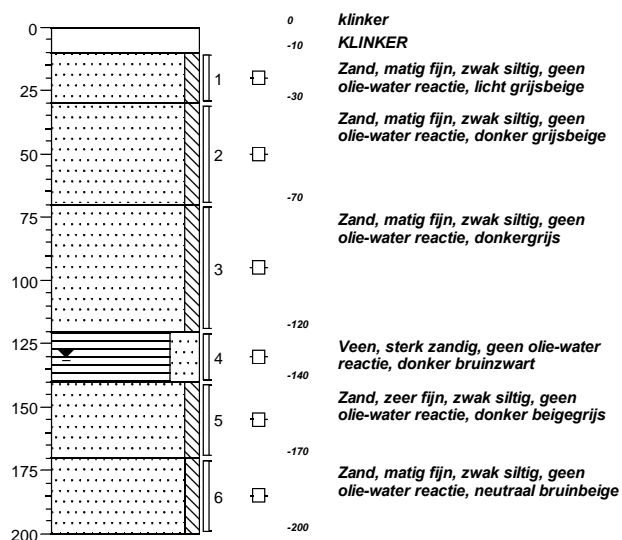 0
25
50
75
100
125
150
175
200
1
2
3
4
5
6
0 klinker
-10 KLINKER
Zand, matig fijn, zwak siltig, geen
olie-water reactie, licht grijsbeige
-30
Zand, matig fijn, zwak siltig, geen
olie-water reactie, donker grijsbeige
-70
Zand, matig fijn, zwak siltig, geen
olie-water reactie, donkergrijs
-120
Veen, sterk zandig, geen olie-water
reactie, donker bruinzwart
-140
Zand, zeer fijn, zwak siltig, geen
olie-water reactie, donker beigegrijs
-170
Zand, matig fijn, zwak siltig, geen
olie-water reactie, neutraal bruinbeige
-200